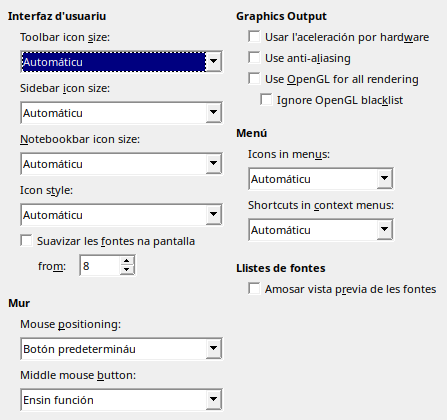 Interfaz d'usuariu
Toolbar icon size:
Automáticu
Sidebar icon size:
Automáticu
Notebookbar icon size:
Automáticu
Icon style:
Automáticu
Suavizar les fontes na pantalla
from:
8
Mur
Mouse positioning:
Botón predetermináu
Middle mouse button:
Ensin función
Graphics Output
Usar l'aceleración por hardware
Use anti-aliasing
Use OpenGL for all rendering
Ignore OpenGL blacklist
Menú
Icons in menus:
Automáticu
Shortcuts in context menus:
Automáticu
Llistes de fontes
Amosar vista previa de les fontes